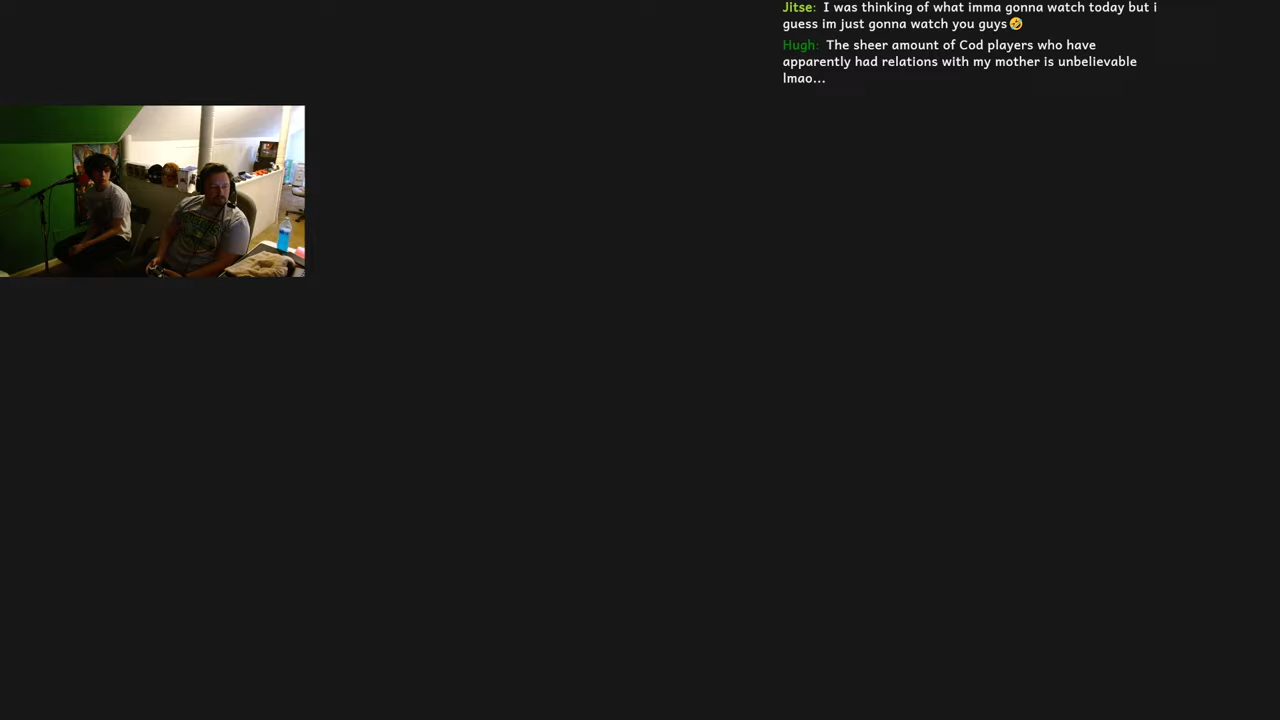 Jitse: I was thinking of what imma gonna watch today but i
guess im just gonna watch you guys🤣
Hugh: The sheer amount of Cod players who have
apparently had relations with my mother is unbelievable
lmao...